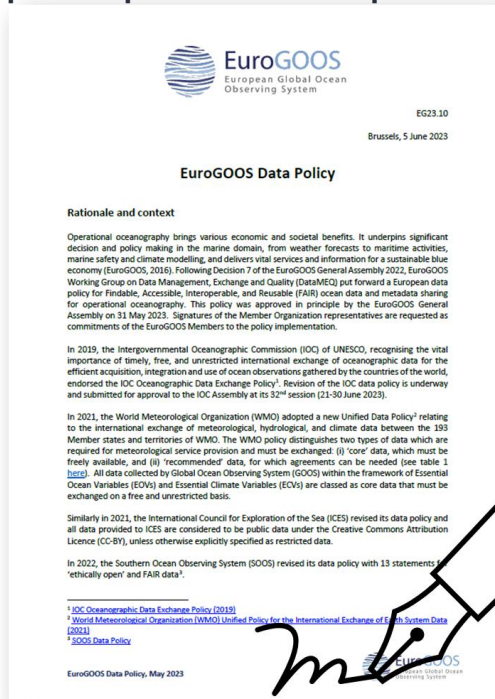 EuroGOOS
European Global Ocean
Observing System
EG23.10
Brussels, 5 June 2023
EuroGOOS Data Policy
Rationale and context
Operational oceanography brings various economic and societal benefits. It underpins significant
decision and policy making in the marine domain, from weather forecasts to maritime activities,
marine safety and climate modelling, and delivers vital services and information for a sustainable blue
economy (EuroGOOS, 2016). Following Decision 7 of the EuroGOOS General Assembly 2022, EuroGOOS
Working Group on Data Management, Exchange and Quality (DataMEQ) put forward a European data
policy for Findable, Accessible, Interoperable, and Reusable (FAIR) ocean data and metadata sharing
for operational oceanography. This policy was approved in principle by the EuroGOOS General
Assembly on 31 May 2023. Signatures of the Member Organization representatives are requested as
commitments of the EuroGOOS Members to the policy implementation.
In 2019, the Intergovernmental Oceanographic Commission (IOC) of UNESCO, recognising the vital
importance of timely, free, and unrestricted international exchange of oceanographic data for the
efficient acquisition, integration and use of ocean observations gathered by the countries of the world,
endorsed the IOC Oceanographic Data Exchange Policy¹. Revision of the IOC data policy is underway
and submitted for approval to the IOC Assembly at its 32nd session (21-30 June 2023).
In 2021, the World Meteorological Organization (WMO) adopted a new Unified Data Policy² relating
to the international exchange of meteorological, hydrological, and climate data between the 193
Member states and territories of WMO. The WMO policy distinguishes two types of data which are
required for meteorological service provision and must be exchanged: (i) 'core' data, which must be
freely available, and (ii) 'recommended' data, for which agreements can be needed (see table 1
here). All data collected by Global Ocean Observing System (GOOS) within the framework of Essential
Ocean Variables (EOVs) and Essential Climate Variables (ECVs) are classed as core data that must be
exchanged on a free and unrestricted basis.
Similarly in 2021, the International Council for Exploration of the Sea (ICES) revised its data policy and
all data provided to ICES are considered to be public data under the Creative Commons Attribution
Licence (CC-BY), unless otherwise explicitly specified as restricted data.
In 2022, the Southern Ocean Observing System (SOOS) revised its data policy with 13 statements
'ethically open' and FAIR data³.
¹ IOC Oceanographic Data Exchange Policy (2019)
² World Meteorological Organization (WMO) Unified Policy for the International Exchange of Earth System Data
(2021)
³ SOOS Data Policy
EuroGOOS Data Policy, May 2023
EuroGOOS
European Global Ocean
Observing System